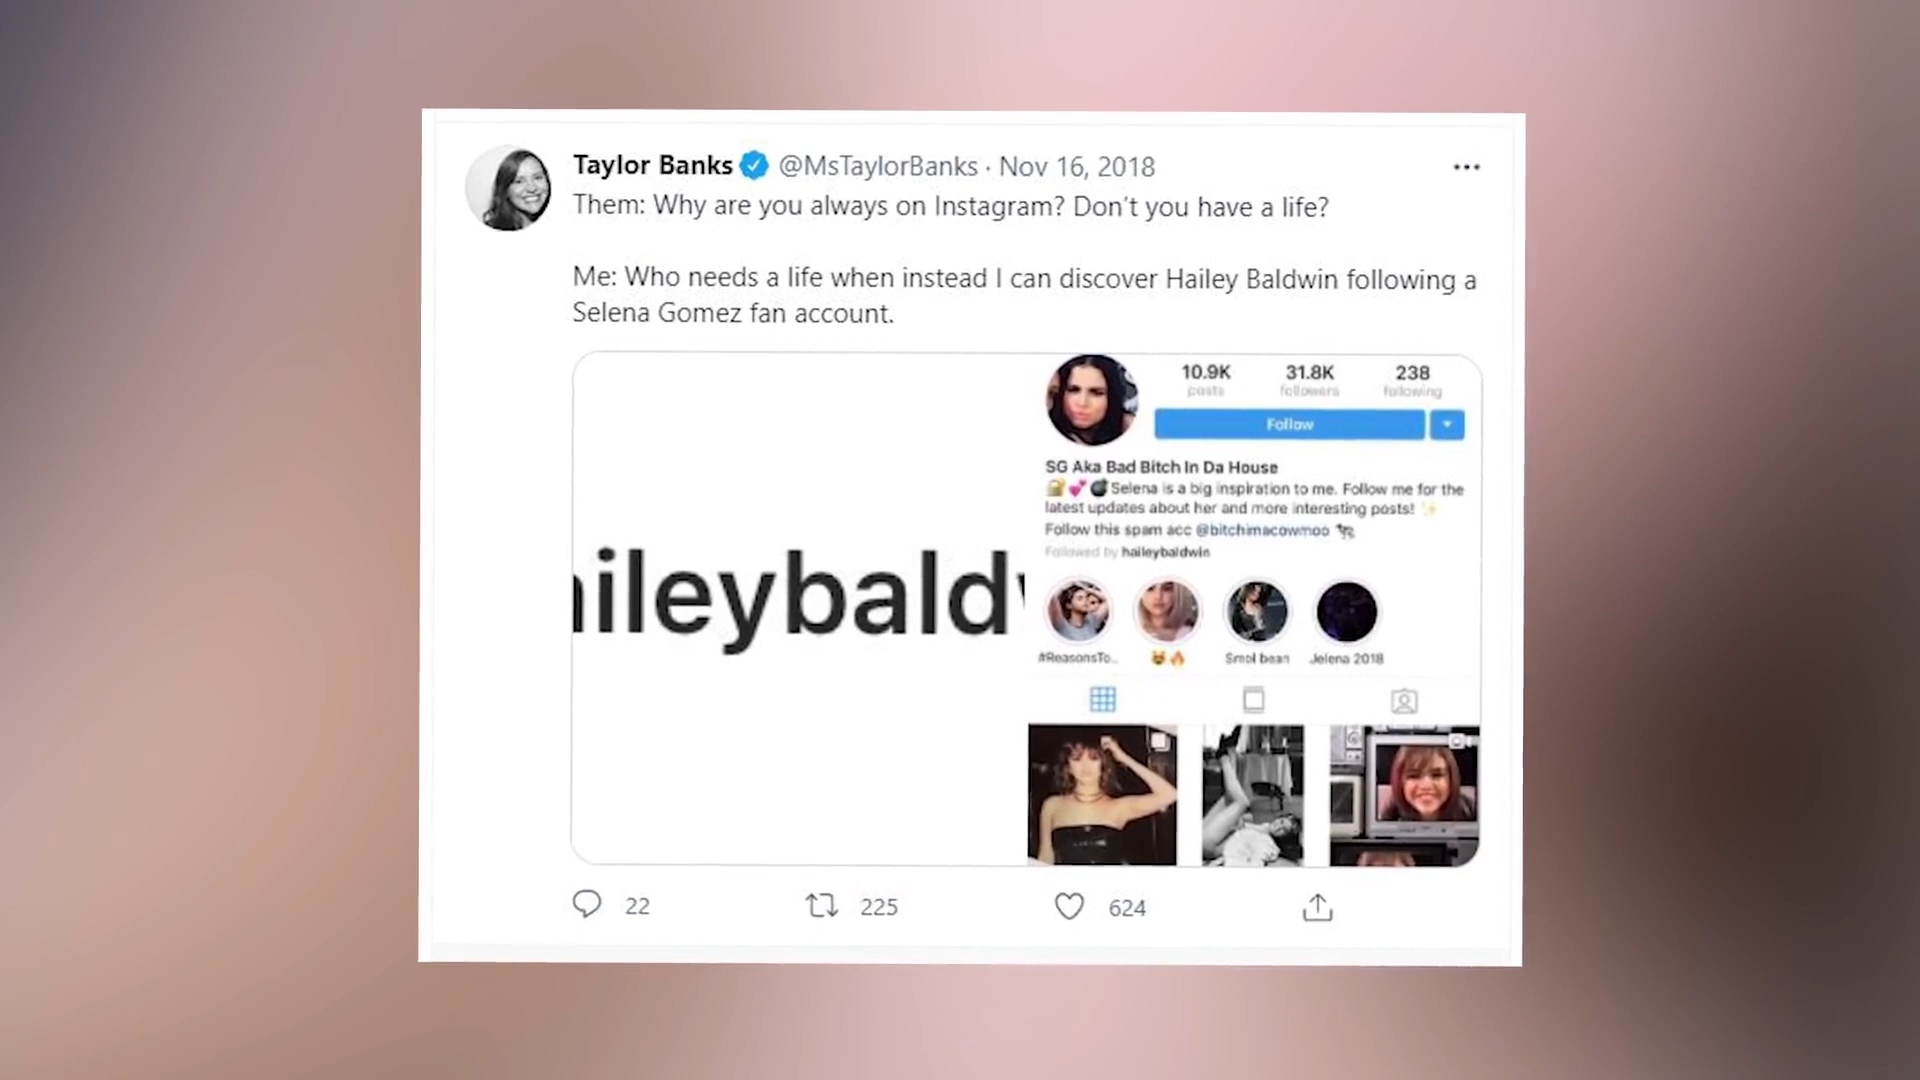 Taylor Banks @MsTaylorBanks · Nov 16, 2018
Them: Why are you always on Instagram? Don't you have a life?
Me: Who needs a life when instead I can discover Hailey Baldwin following a
Selena Gomez fan account.
ileybald
10.9K 31.8K 238
posts followers following
Follow
SG Aka Bad Bitch In Da House
Selena is a big inspiration to me. Follow me for the
latest updates about her and more interesting posts!
Follow this spam acc @bitchimacowmoo
Followed by haileybaldwin
#ReasonsTo... Smol bean Jelena 2018
22 225 624